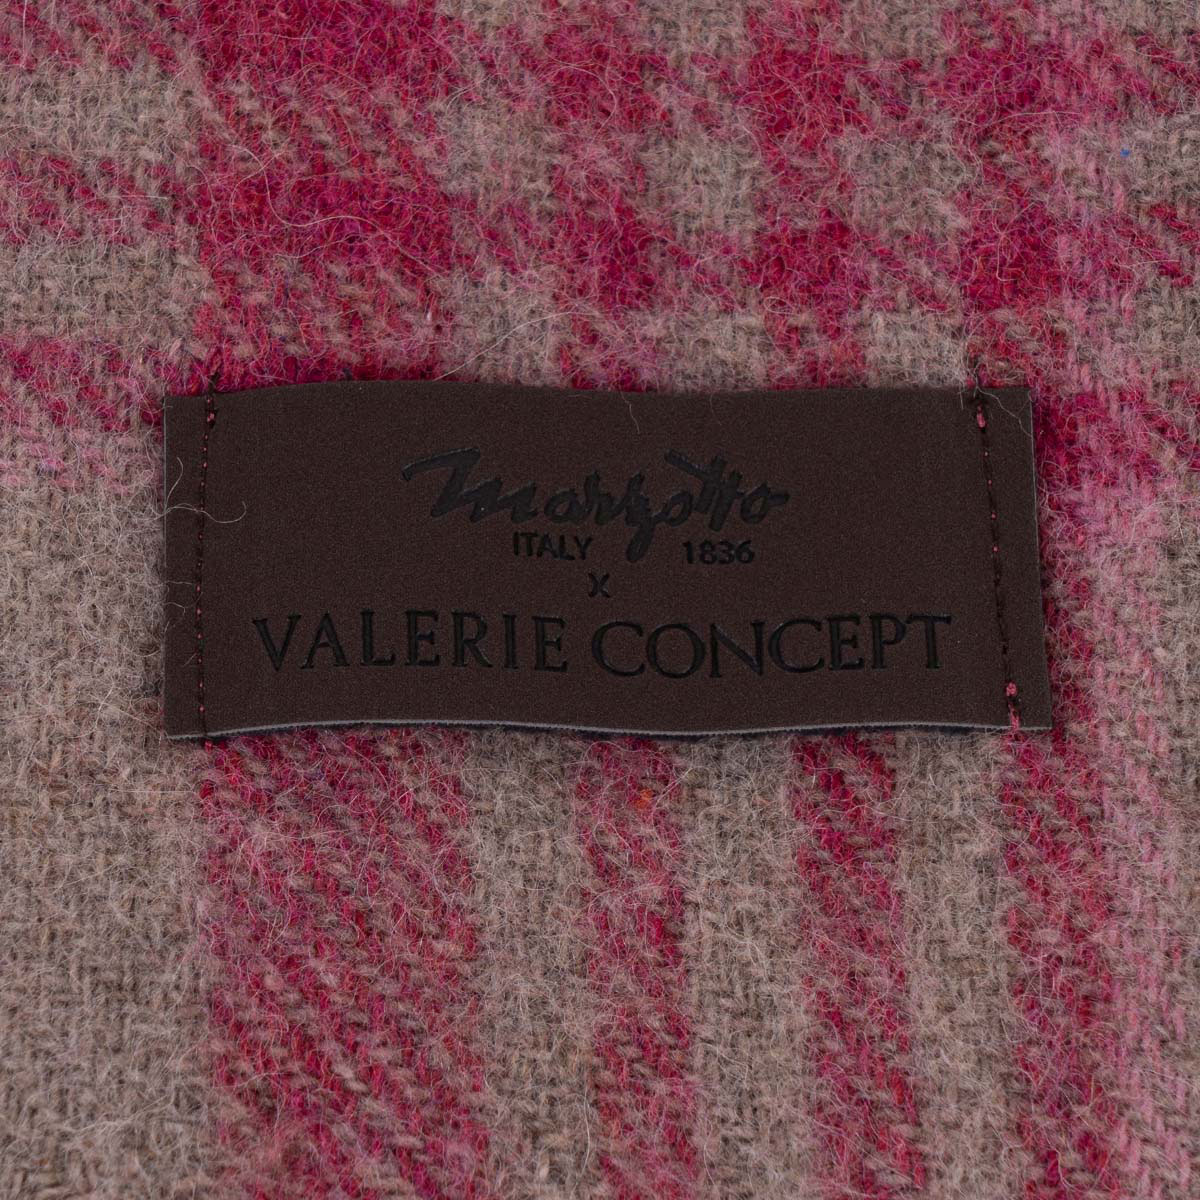 marzotto
ITALY 1836
X
VALERIE CONCEPT